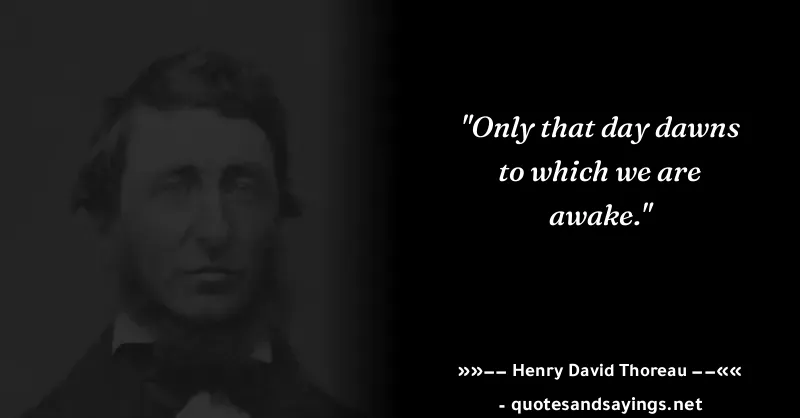 "Only that day dawns
to which we are
awake."
»»–– Henry David Thoreau ––««
- quotesandsayings.net